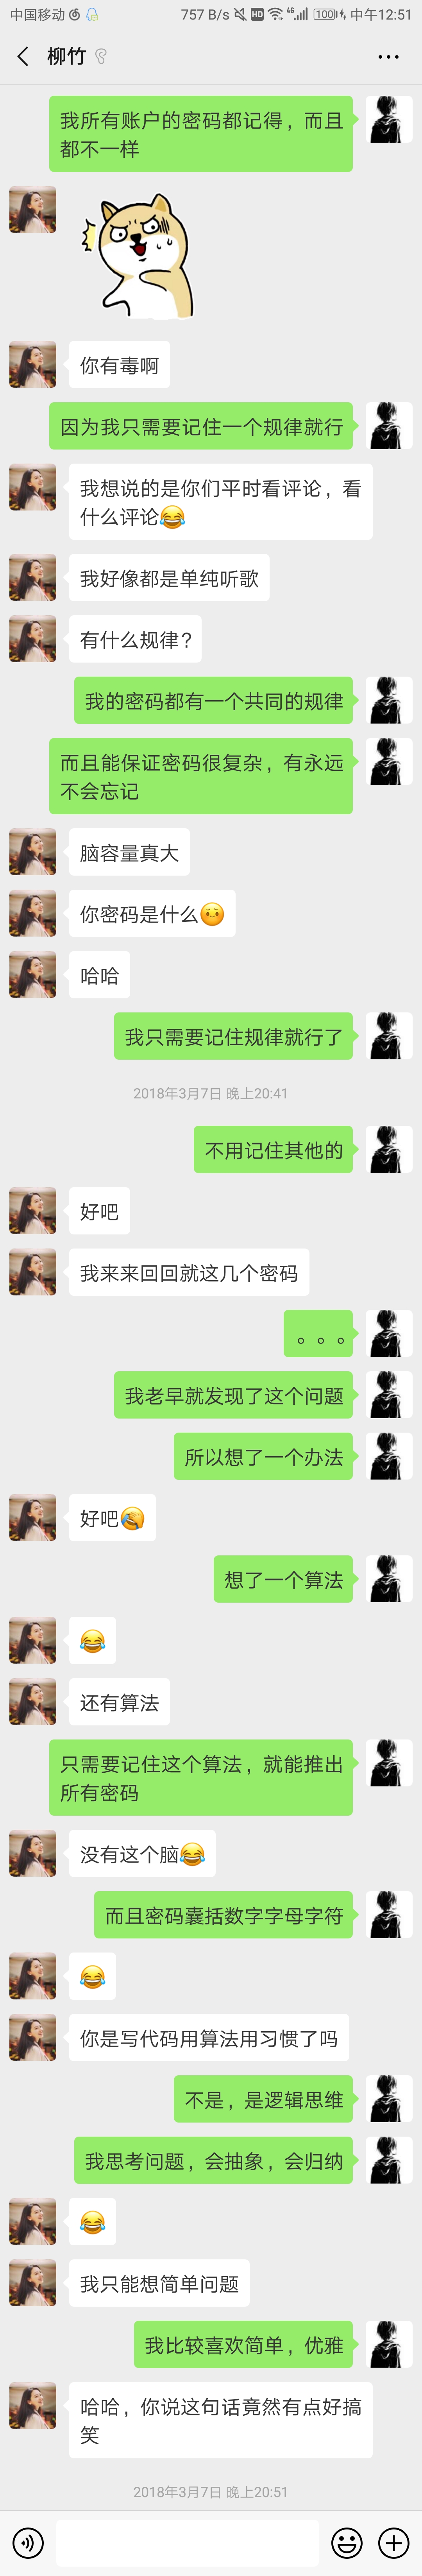 中国移动 757 B/s HD 4G 100 中午12:51
柳竹
我所有账户的密码都记得，而且
都不一样
你有毒啊
因为我只需要记住一个规律就行
我想说的是你们平时看评论，看
什么评论😂
我好像都是单纯听歌
有什么规律？
我的密码都有一个共同的规律
而且能保证密码很复杂，有永远
不会忘记
脑容量真大
你密码是什么
哈哈
我只需要记住规律就行了
2018年3月7日 晚上20:41
不用记住其他的
好吧
我来来回回就这几个密码
。。。
我老早就发现了这个问题
所以想了一个办法
好吧
想了一个算法
😂
还有算法
只需要记住这个算法，就能推出
所有密码
没有这个脑😂
而且密码囊括数字字母字符
😂
你是写代码用算法用习惯了吗
不是，是逻辑思维
我思考问题，会抽象，会归纳
😂
我只能想简单问题
我比较喜欢简单，优雅
哈哈，你说这句话竟然有点好搞
笑
2018年3月7日 晚上20:51